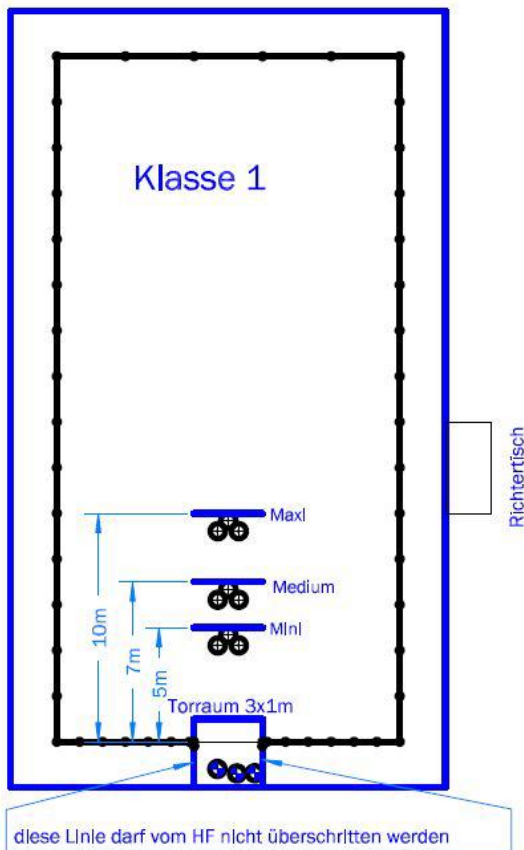 Klasse 1
Richtertisch
Maxi
Medium
Mini
10m
7m
5m
Torraum 3x1m
diese Linie darf vom HF nicht überschritten werden